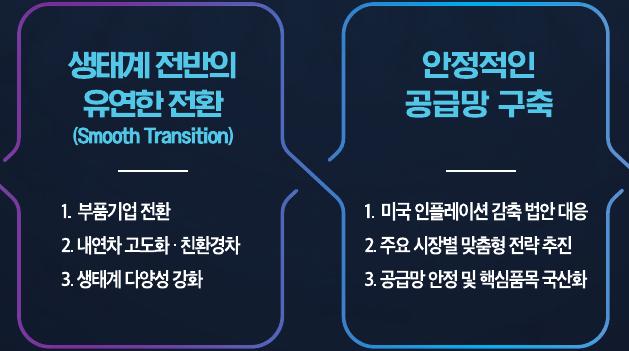 생태계 전반의
유연한 전환
(Smooth Transition)
1. 부품기업 전환
2. 내연차 고도화 · 친환경차
3. 생태계 다양성 강화
안정적인
공급망 구축
1. 미국 인플레이션 감축 법안 대응
2. 주요 시장별 맞춤형 전략 추진
3. 공급망 안정 및 핵심품목 국산화